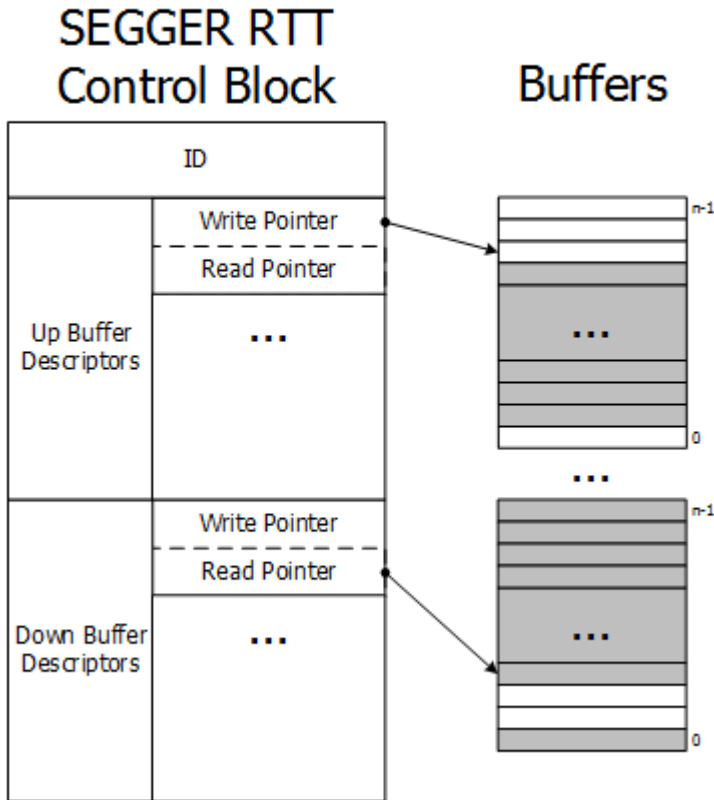 SEGGER RTT
Control Block
Buffers
ID
Up Buffer
Descriptors
Write Pointer
Read Pointer
...
n-1
...
0
...
Down Buffer
Descriptors
Write Pointer
Read Pointer
...
n-1
...
0